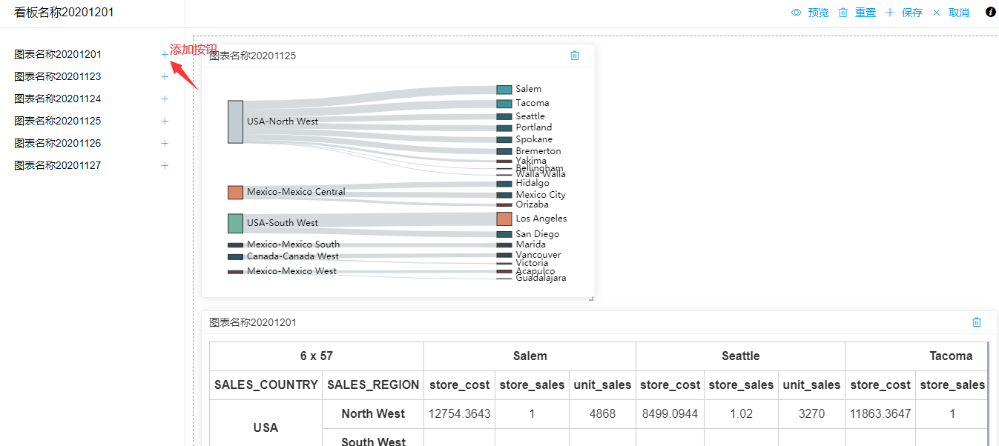 看板名称20201201
预览 重置 保存 取消
图表名称20201201
图表名称20201123
图表名称20201124
图表名称20201125
图表名称20201126
图表名称20201127
添加按钮
图表名称20201125
USA-North West
Mexico-Mexico Central
USA-South West
Mexico-Mexico South
Canada-Canada West
Mexico-Mexico West
Salem
Tacoma
Seattle
Portland
Spokane
Bremerton
Yakima
Bellingham
Walla Walla
Hidalgo
Mexico City
Orizaba
Los Angeles
San Diego
Marida
Vancouver
Victoria
Acapulco
Guadalajara
图表名称20201201
6 x 57 Salem Seattle Tacoma
SALES_COUNTRY SALES_REGION store_cost store_sales unit_sales store_cost store_sales unit_sales store_cost store_sales
North West 12754.3643 1 4868 8499.0944 1.02 3270 11863.3647 1
USA
South West